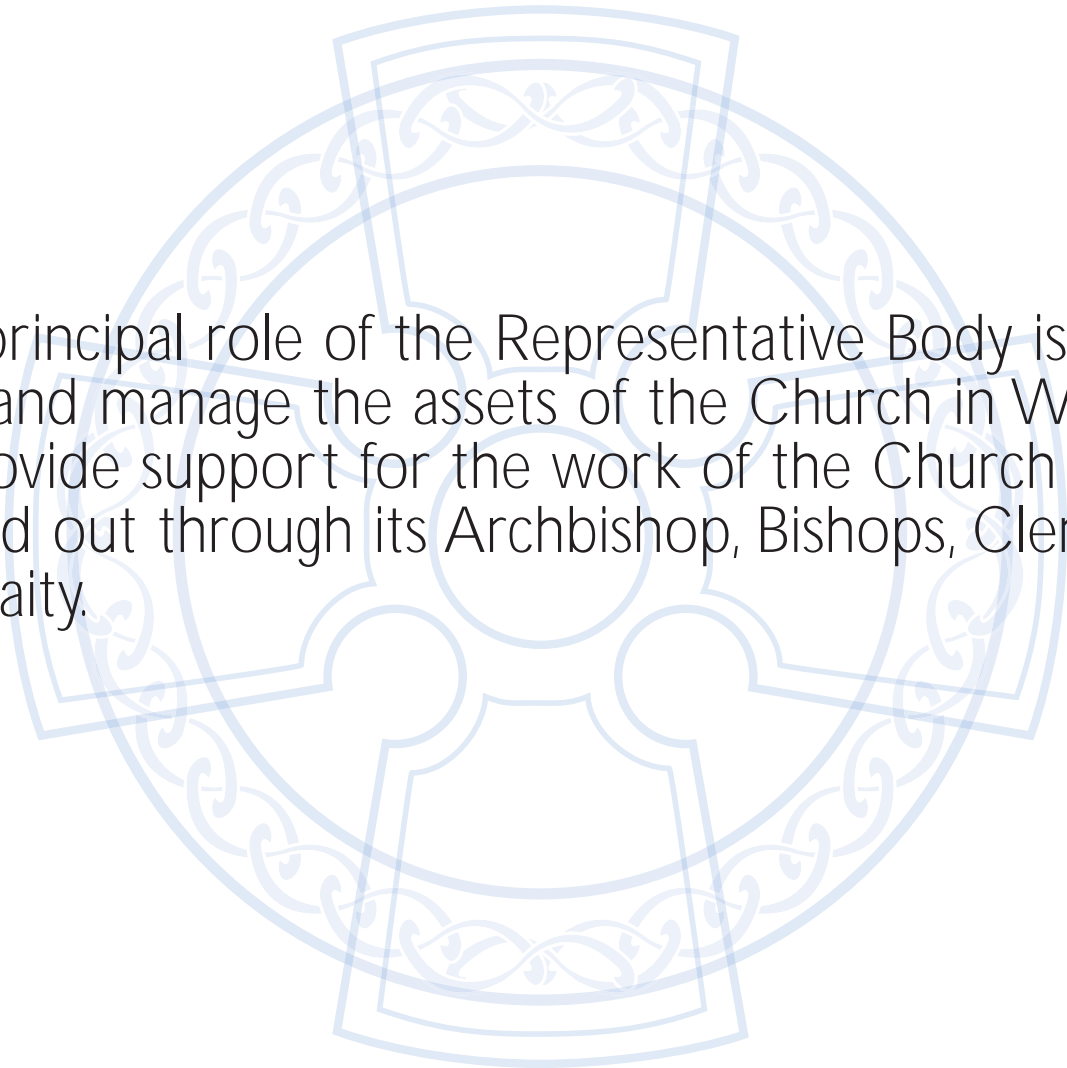 principal role of the Representative Body is
and manage the assets of the Church in W
ovide support for the work of the Church
d out through its Archbishop, Bishops, Cler
aity.